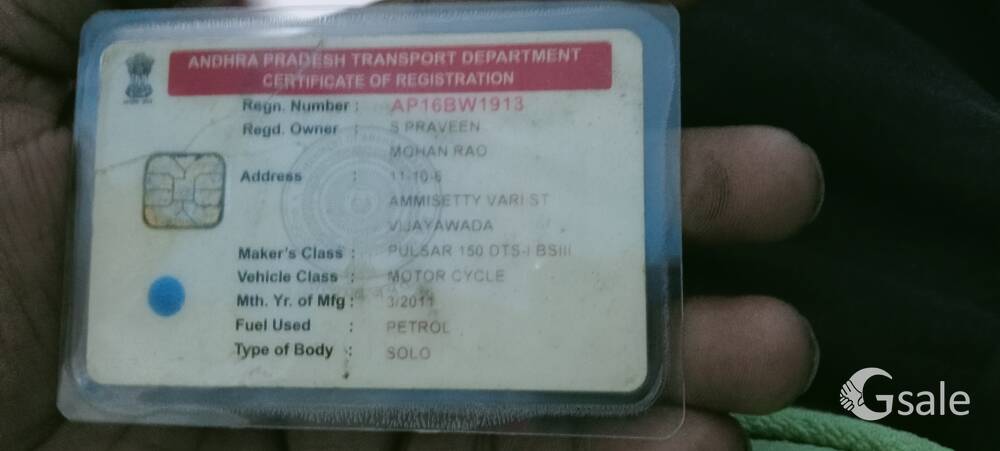 ANDHRA PRADESH TRANSPORT DEPARTMENT
CERTIFICATE OF REGISTRATION
Regn. Number : AP16BW1913
Regd. Owner : S PRAVEEN
MOHAN RAO
Address : 11-10-6
AMMISETTY VARI ST
VIJAYAWADA
Maker's Class : PULSAR 150 DTS-I BSIII
Vehicle Class : MOTOR CYCLE
Mth. Yr. of Mfg : 3/2011
Fuel Used : PETROL
Type of Body : SOLO
Gsale